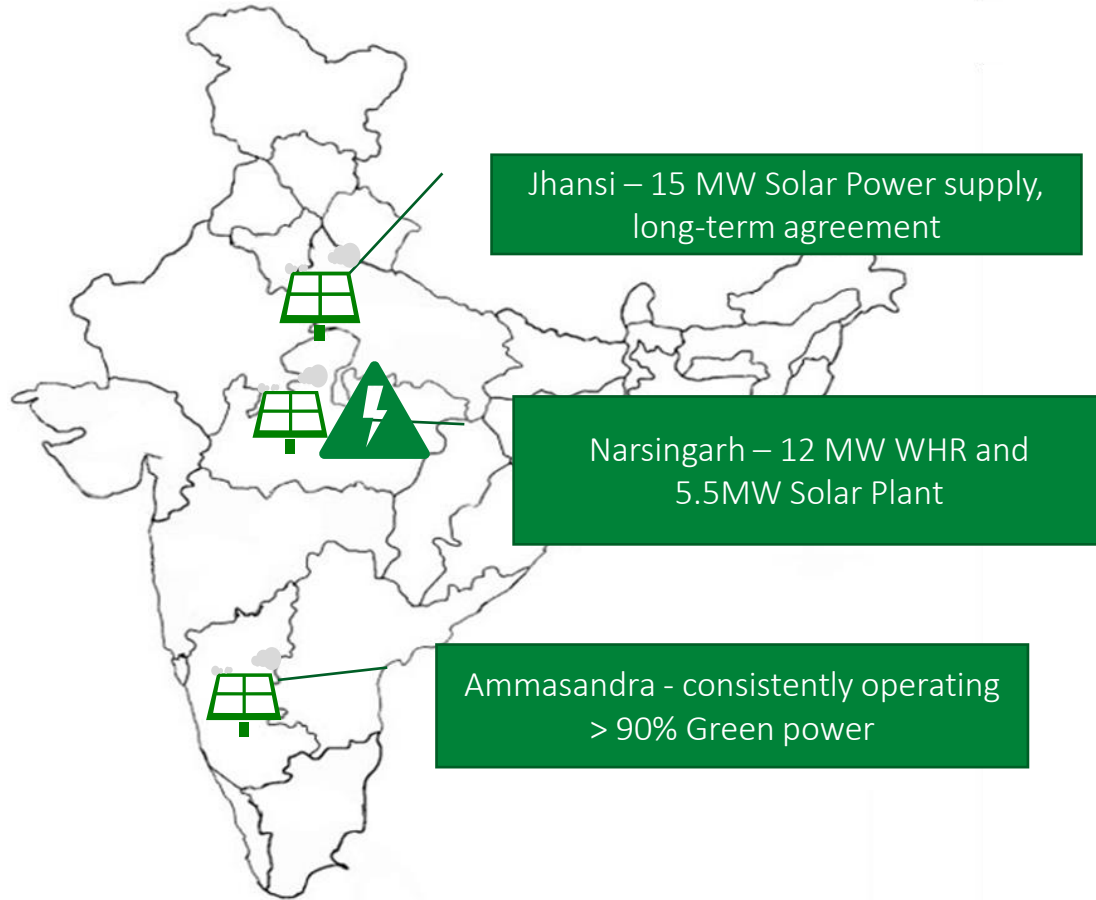 Jhansi – 15 MW Solar Power supply,
long-term agreement
Narsingarh – 12 MW WHR and
5.5MW Solar Plant
Ammasandra - consistently operating
> 90% Green power